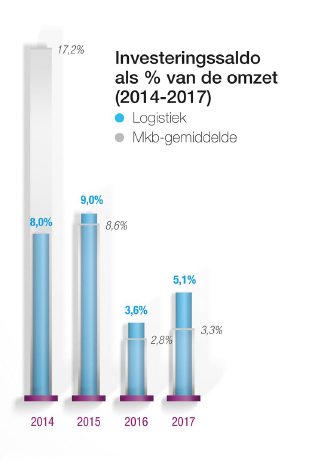 17,2%
Investeringssaldo
als % van de omzet
(2014-2017)
Logistiek
Mkb-gemiddelde
8,0%
9,0%
8,6%
3,6%
2,8%
5,1%
3,3%
2014 2015 2016 2017